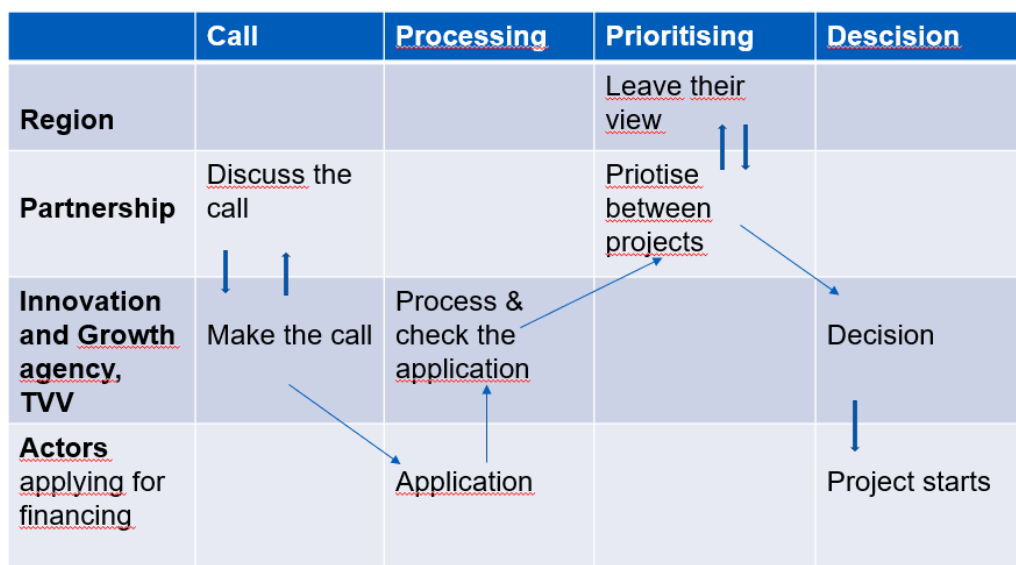 Call Processing Prioritising Descision
Region
Leave their
view
Partnership
Discuss the
call
Priotise
between
projects
Innovation
and Growth
agency,
TVV
Make the call
Process &
check the
application
Decision
Actors
applying for
financing
Application
Project starts